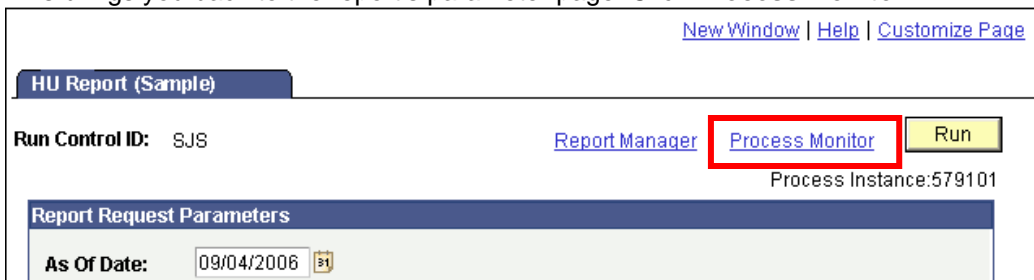 New Window | Help | Customize Page
HU Report (Sample)
Run Control ID: SJS Report Manager Process Monitor Run
Process Instance:579101
Report Request Parameters
As Of Date: 09/04/2006 31